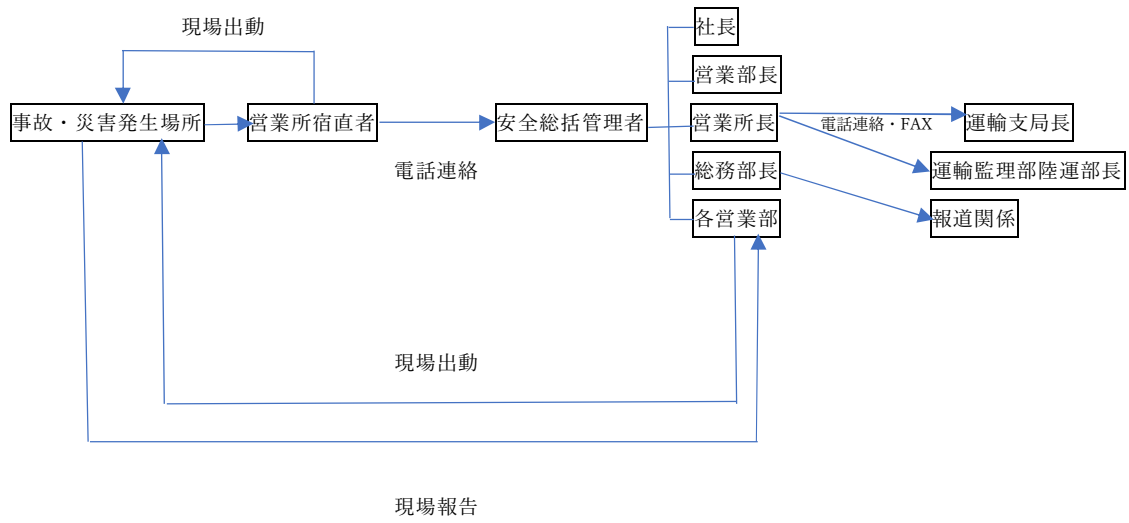 現場出動
社長
営業部長
事故・災害発生場所
営業所宿直者
安全総括管理者
営業所長
電話連絡・FAX
運輸支局長
電話連絡
総務部長
運輸監理部陸運部長
各営業部
報道関係
現場出動
現場報告